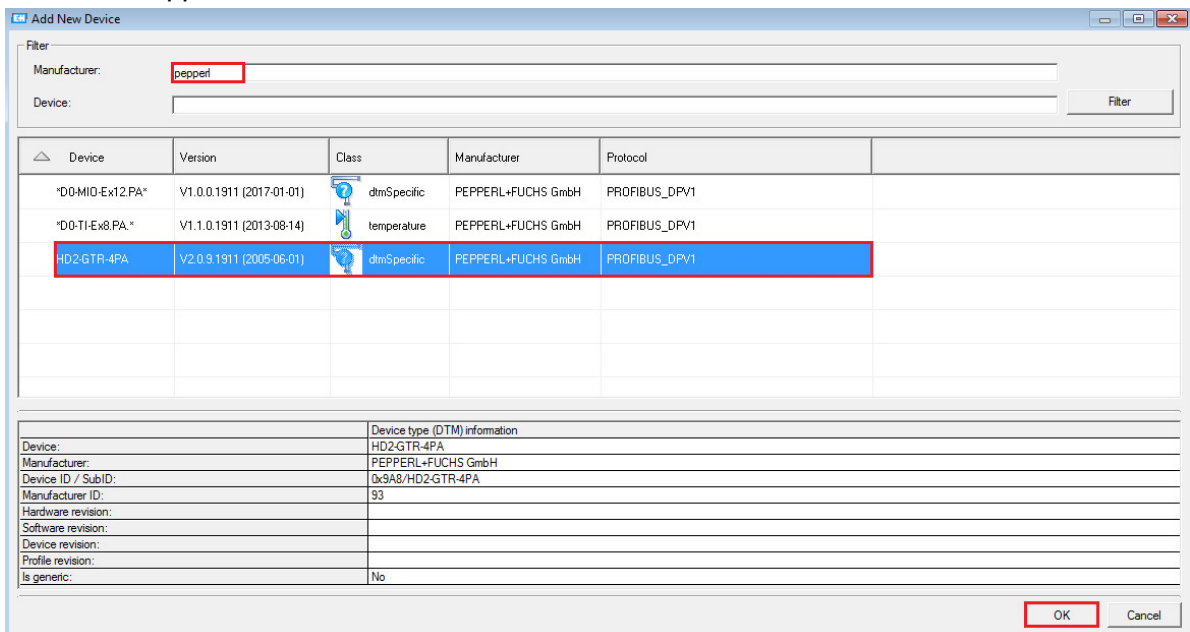 E+H Add New Device
Filter
Manufacturer: pepperl
Device:
Filter
Device Version Class Manufacturer Protocol
*D0-MIO-Ex12.PA* V1.0.0.1911 (2017-01-01) dtmSpecific PEPPERL+FUCHS GmbH PROFIBUS_DPV1
*D0-TI-Ex8.PA.* V1.1.0.1911 (2013-08-14) temperature PEPPERL+FUCHS GmbH PROFIBUS_DPV1
HD2-GTR-4PA V2.0.9.1911 (2005-06-01) dtmSpecific PEPPERL+FUCHS GmbH PROFIBUS_DPV1
Device type (DTM) information
Device: HD2-GTR-4PA
Manufacturer: PEPPERL+FUCHS GmbH
Device ID / SubID: 0x9A8/HD2-GTR-4PA
Manufacturer ID: 93
Hardware revision:
Software revision:
Device revision:
Profile revision:
Is generic: No
OK Cancel